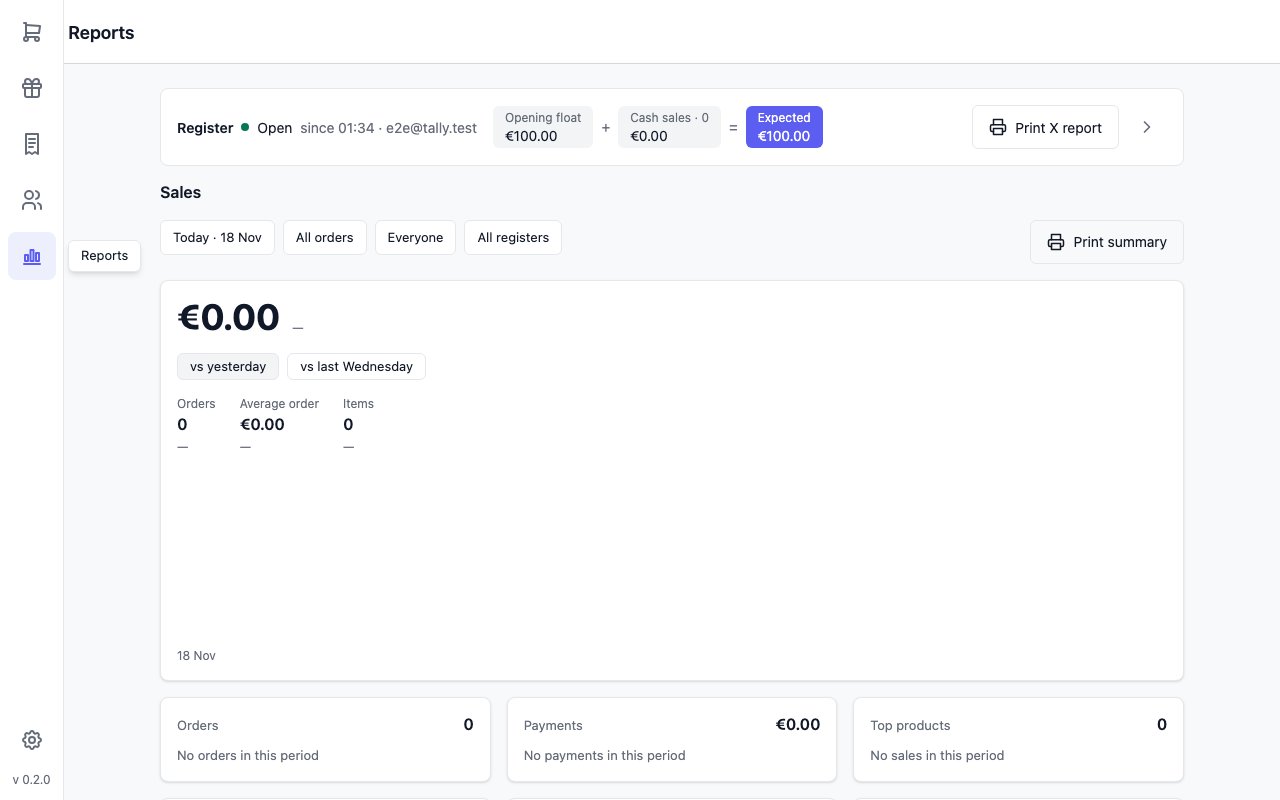 Reports
Register Open since 01:34 · e2e@tally.test
Opening float
€100.00
+
Cash sales · 0
€0.00
=
Expected
€100.00
Print X report
Sales
Today · 18 Nov
All orders
Everyone
All registers
Print summary
Reports
€0.00 —
vs yesterday
vs last Wednesday
Orders
0
—
Average order
€0.00
—
Items
0
—
18 Nov
Orders 0
No orders in this period
Payments €0.00
No payments in this period
Top products 0
No sales in this period
v 0.2.0